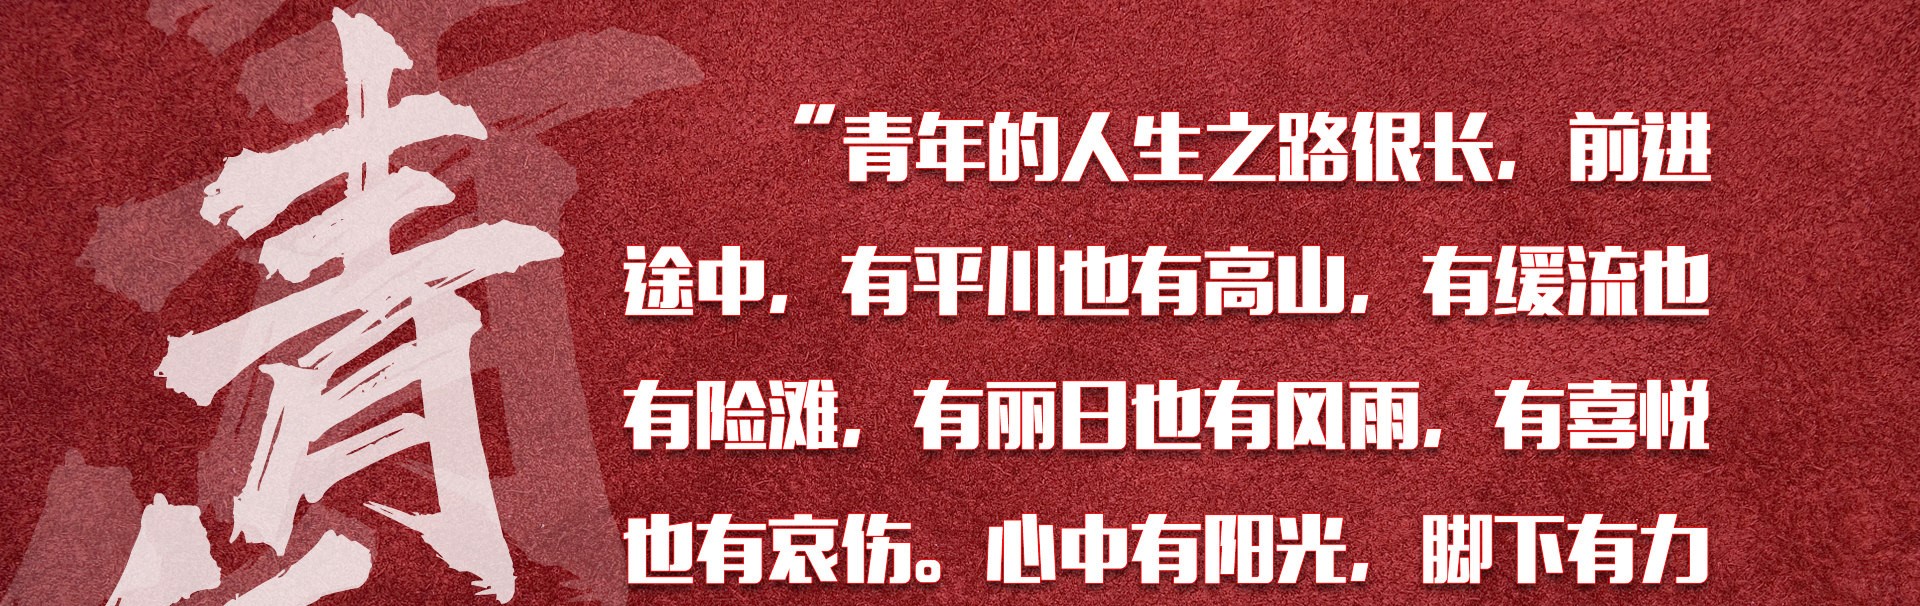 青
“青年的人生之路很长，前进
途中，有平川也有高山，有缓流也
有险滩，有丽日也有风雨，有喜悦
也有哀伤。心中有阳光，脚下有力